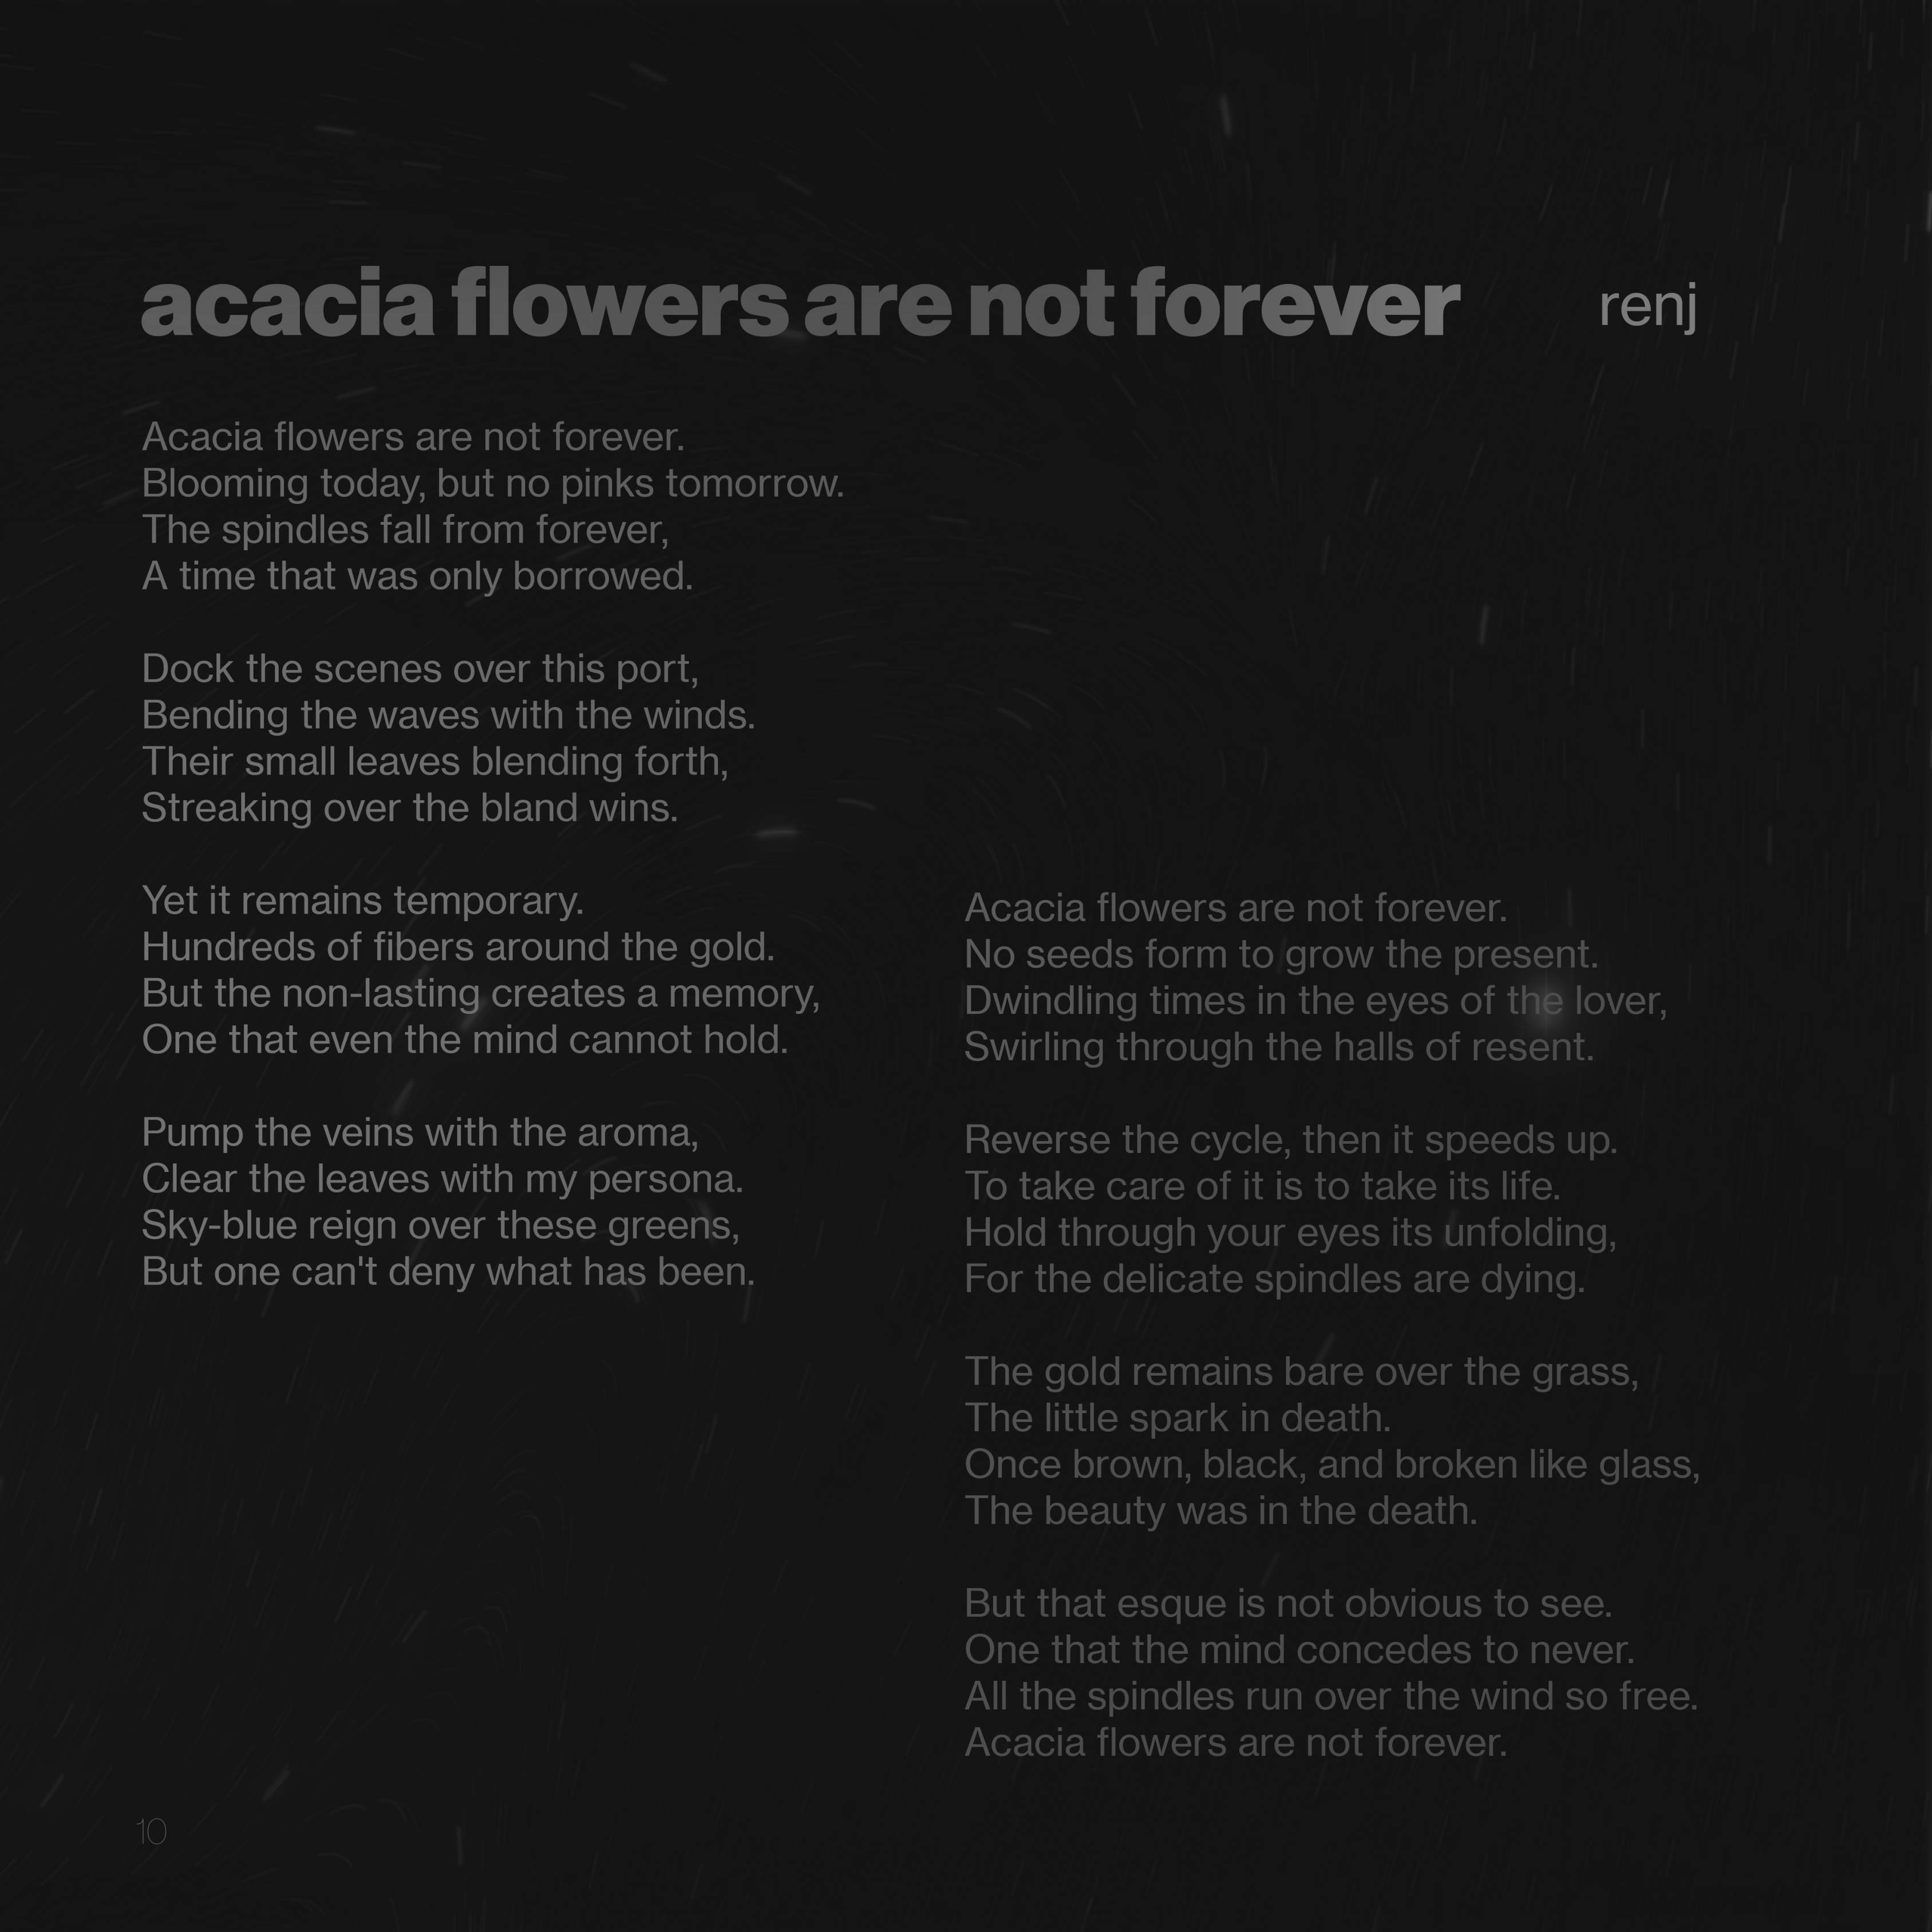 acacia flowers are not forever
renj
Acacia flowers are not forever.
Blooming today, but no pinks tomorrow.
The spindles fall from forever,
A time that was only borrowed.
Dock the scenes over this port,
Bending the waves with the winds.
Their small leaves blending forth,
Streaking over the bland wins.
Yet it remains temporary.
Hundreds of fibers around the gold.
But the non-lasting creates a memory,
One that even the mind cannot hold.
Pump the veins with the aroma,
Clear the leaves with my persona.
Sky-blue reign over these greens,
But one can't deny what has been.
Acacia flowers are not forever.
No seeds form to grow the present.
Dwindling times in the eyes of the lover,
Swirling through the halls of resent.
Reverse the cycle, then it speeds up.
To take care of it is to take its life.
Hold through your eyes its unfolding,
For the delicate spindles are dying.
The gold remains bare over the grass,
The little spark in death.
Once brown, black, and broken like glass,
The beauty was in the death.
But that esque is not obvious to see.
One that the mind concedes to never.
All the spindles run over the wind so free.
Acacia flowers are not forever.
10